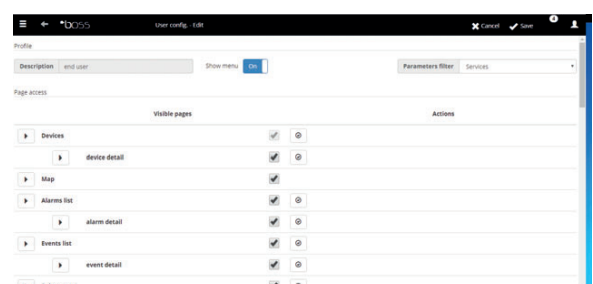 boss User config. - Edit Cancel Save
Profile
Description end user Show menu On Parameters filter Services
Page access
Visible pages Actions
Devices
device detail
Map
Alarms list
alarm detail
Events list
event detail